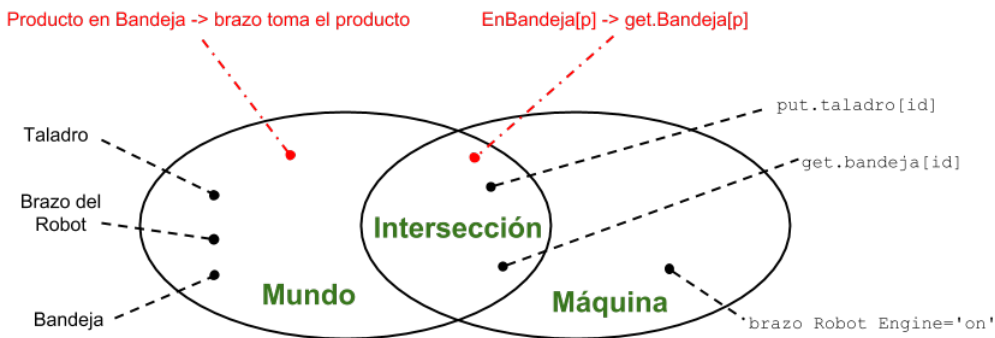 Producto en Bandeja -> brazo toma el producto
EnBandeja[p] -> get.Bandeja[p]
put.taladro[id]
Taladro
get.bandeja[id]
Brazo del
Robot
Intersección
Mundo
Máquina
Bandeja
brazo Robot Engine='on'